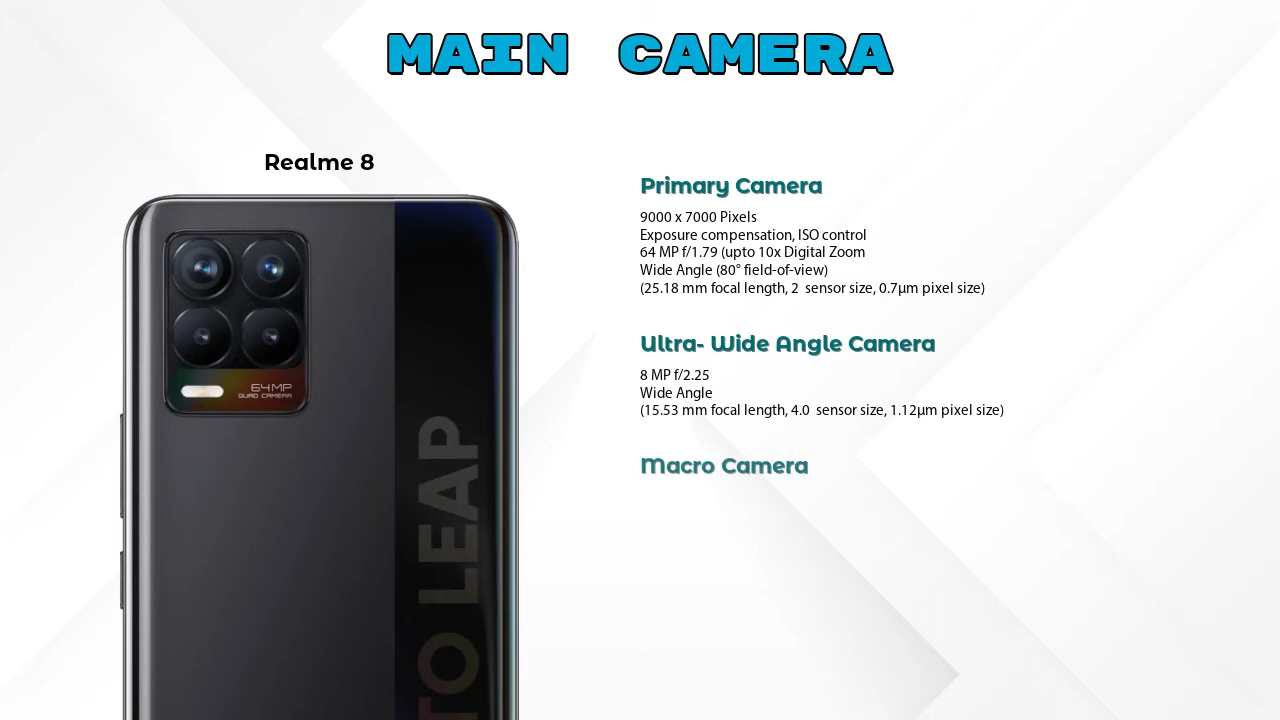 MAIN CAMERA
Realme 8
Primary Camera
9000 x 7000 Pixels
Exposure compensation, ISO control
64 MP f/1.79 (upto 10x Digital Zoom
Wide Angle (80° field-of-view)
(25.18 mm focal length, 2 sensor size, 0.7μm pixel size)
Ultra- Wide Angle Camera
8 MP f/2.25
Wide Angle
(15.53 mm focal length, 4.0 sensor size, 1.12μm pixel size)
Macro Camera
64MP
QUAD CAMERA
TO LEAP